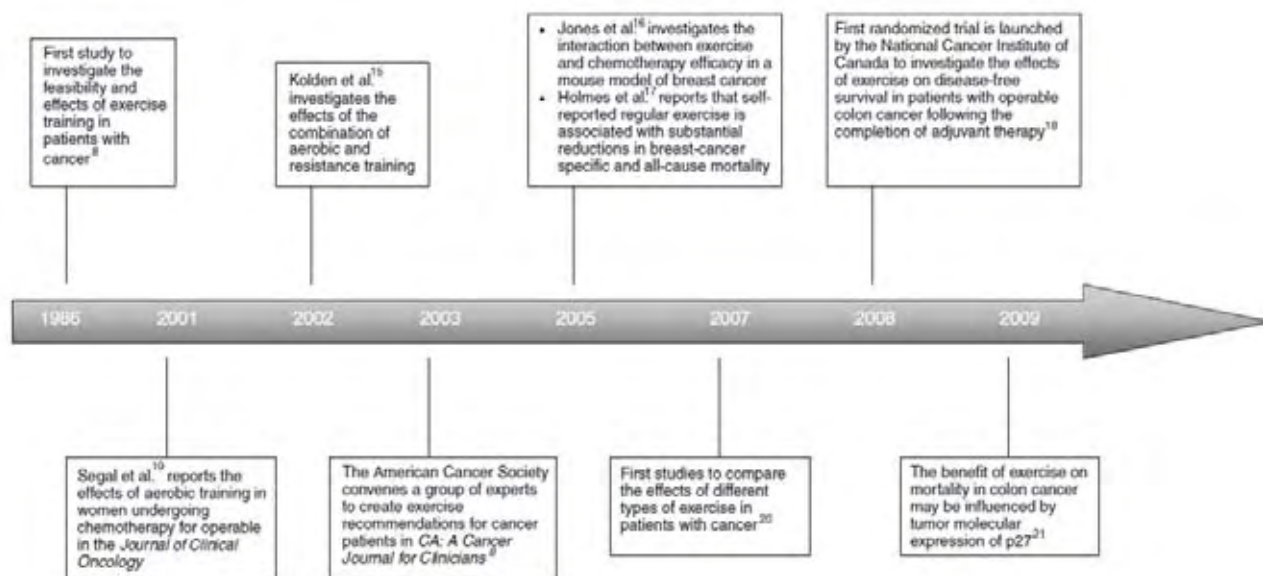 First study to
investigate the
feasibility and
effects of exercise
training in
patients with
cancer8
Kolden et al.15
investigates the
effects of the
combination of
aerobic and
resistance training
• Jones et al.16 investigates the
interaction between exercise
and chemotherapy efficacy in a
mouse model of breast cancer
• Holmes et al.17 reports that self-
reported regular exercise is
associated with substantial
reductions in breast-cancer
specific and all-cause mortality
First randomized trial is launched
by the National Cancer Institute of
Canada to investigate the effects
of exercise on disease-free
survival in patients with operable
colon cancer following the
completion of adjuvant therapy18
1986 2001 2002 2003 2005 2007 2008 2009
Segal et al.19 reports the
effects of aerobic training in
women undergoing
chemotherapy for operable
in the Journal of Clinical
Oncology
The American Cancer Society
convenes a group of experts
to create exercise
recommendations for cancer
patients in CA: A Cancer
Journal for Clinicians
First studies to compare
the effects of different
types of exercise in
patients with cancer20
The benefit of exercise on
mortality in colon cancer
may be influenced by
tumor molecular
expression of p2721